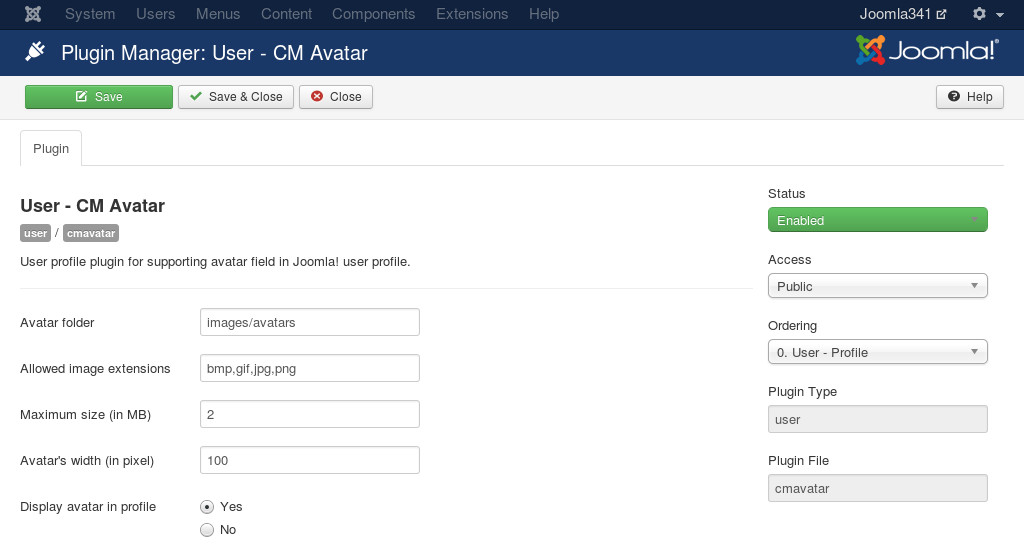 System Users Menus Content Components Extensions Help Joomla341
Plugin Manager: User - CM Avatar Joomla!®
Save Save & Close Close Help
Plugin
User - CM Avatar
user / cmavatar
User profile plugin for supporting avatar field in Joomla! user profile.
Avatar folder images/avatars
Allowed image extensions bmp,gif,jpg,png
Maximum size (in MB) 2
Avatar's width (in pixel) 100
Display avatar in profile Yes
No
Status
Enabled
Access
Public
Ordering
0. User - Profile
Plugin Type
user
Plugin File
cmavatar